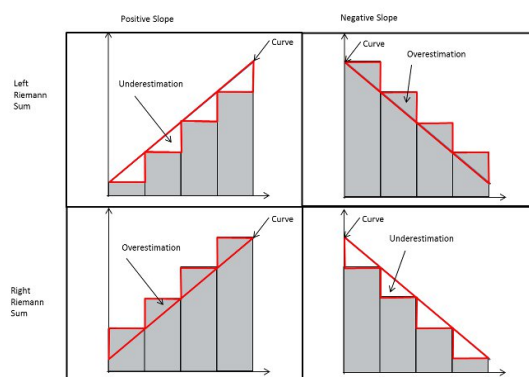 Positive Slope
Negative Slope
Left
Riemann
Sum
Curve
Underestimation
Curve
Overestimation
Right
Riemann
Sum
Curve
Overestimation
Curve
Underestimation